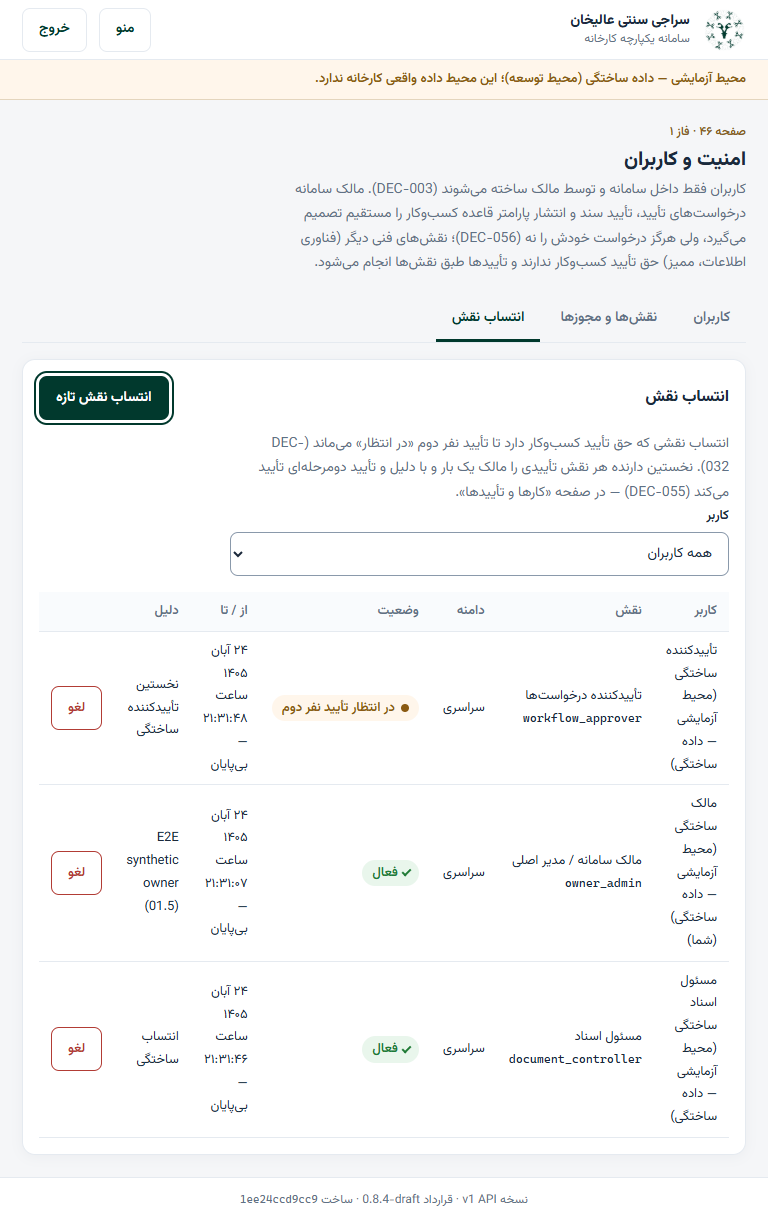 سراجی سنتی عالیخان
سامانه یکپارچه کارخانه
منو
خروج
محیط آزمایشی — داده ساختگی (محیط توسعه)؛ این محیط داده واقعی کارخانه ندارد.
صفحه ۴۶ · فاز ۱
امنیت و کاربران
کاربران فقط داخل سامانه و توسط مالک ساخته می‌شوند (DEC-003). مالک سامانه
درخواست‌های تأیید، تأیید سند و انتشار پارامتر قاعده کسب‌وکار را مستقیم تصمیم
می‌گیرد، ولی هرگز درخواست خودش را نه (DEC-056)؛ نقش‌های فنی دیگر (فناوری
اطلاعات، ممیز) حق تأیید کسب‌وکار ندارند و تأییدها طبق نقش‌ها انجام می‌شود.
کاربران
نقش‌ها و مجوزها
انتساب نقش
انتساب نقش
انتساب نقش تازه
انتساب نقشی که حق تأیید کسب‌وکار دارد تا تأیید نفر دوم «در انتظار» می‌ماند (DEC-
032). نخستین دارنده هر نقش تأییدی را مالک یک بار و با دلیل و تأیید دومرحله‌ای تأیید
می‌کند (DEC-055) — در صفحه «کارها و تأییدها».
کاربر
همه کاربران
کاربر نقش دامنه وضعیت از / تا دلیل
تأییدکننده
ساختگی
(محیط
آزمایشی
— داده
ساختگی)
تأییدکننده درخواست‌ها
workflow_approver
سراسری
در انتظار تأیید نفر دوم
۲۴ آبان
۱۴۰۵
ساعت
۲۱:۳۱:۴۸
—
بی‌پایان
نخستین
تأییدکننده
ساختگی
لغو
مالک
ساختگی
(محیط
آزمایشی
— داده
ساختگی)
(شما)
مالک سامانه / مدیر اصلی
owner_admin
سراسری
فعال
۲۴ آبان
۱۴۰۵
ساعت
۲۱:۳۱:۰۷
—
بی‌پایان
E2E
synthetic
owner
(01.5)
لغو
مسئول
اسناد
ساختگی
(محیط
آزمایشی
— داده
ساختگی)
مسئول اسناد
document_controller
سراسری
فعال
۲۴ آبان
۱۴۰۵
ساعت
۲۱:۳۱:۴۶
—
بی‌پایان
انتساب
ساختگی
لغو
نسخه API v1 · قرارداد 0.8.4-draft · ساخت 1ee24ccd9cc9